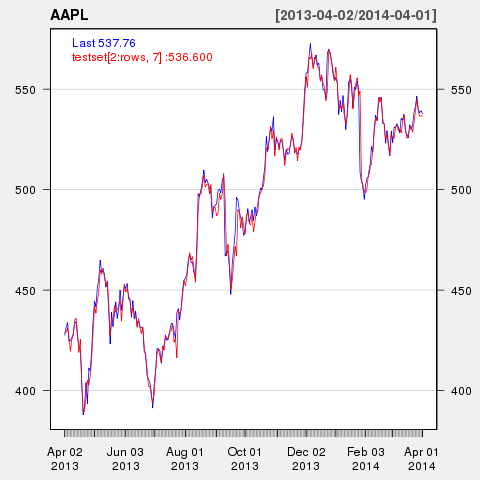 AAPL [2013-04-02/2014-04-01]
Last 537.76
testset[2:rows, 7] :536.600
550 550
500 500
450 450
400 400
Apr 02 Jun 03 Aug 01 Oct 01 Dec 02 Feb 03 Apr 01
2013 2013 2013 2013 2013 2014 2014